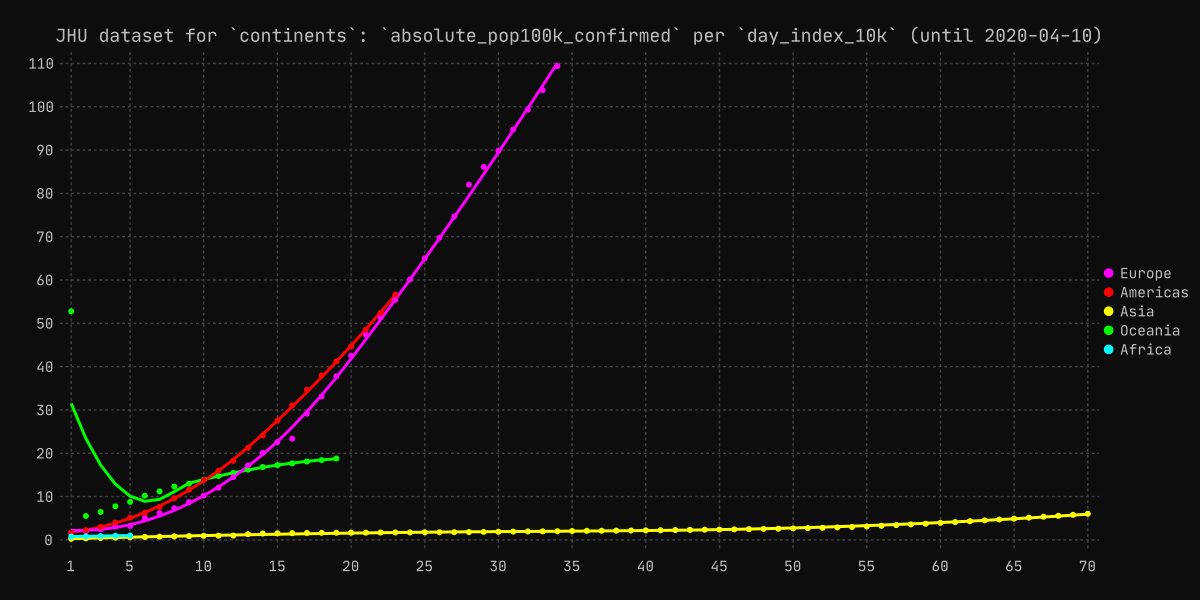 JHU dataset for `continents`: `absolute_pop100k_confirmed` per `day_index_10k` (until 2020-04-10)
110
100
90
80
70
60
50
40
30
20
10
0
1 5 10 15 20 25 30 35 40 45 50 55 60 65 70
Europe
Americas
Asia
Oceania
Africa